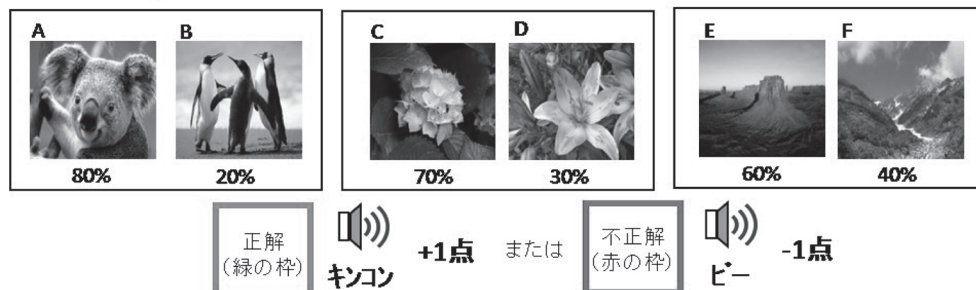 A B C D E F
80% 20% 70% 30% 60% 40%
正解
(緑の枠)
キンコン
+1点
または
不正解
(赤の枠)
ビー
-1点